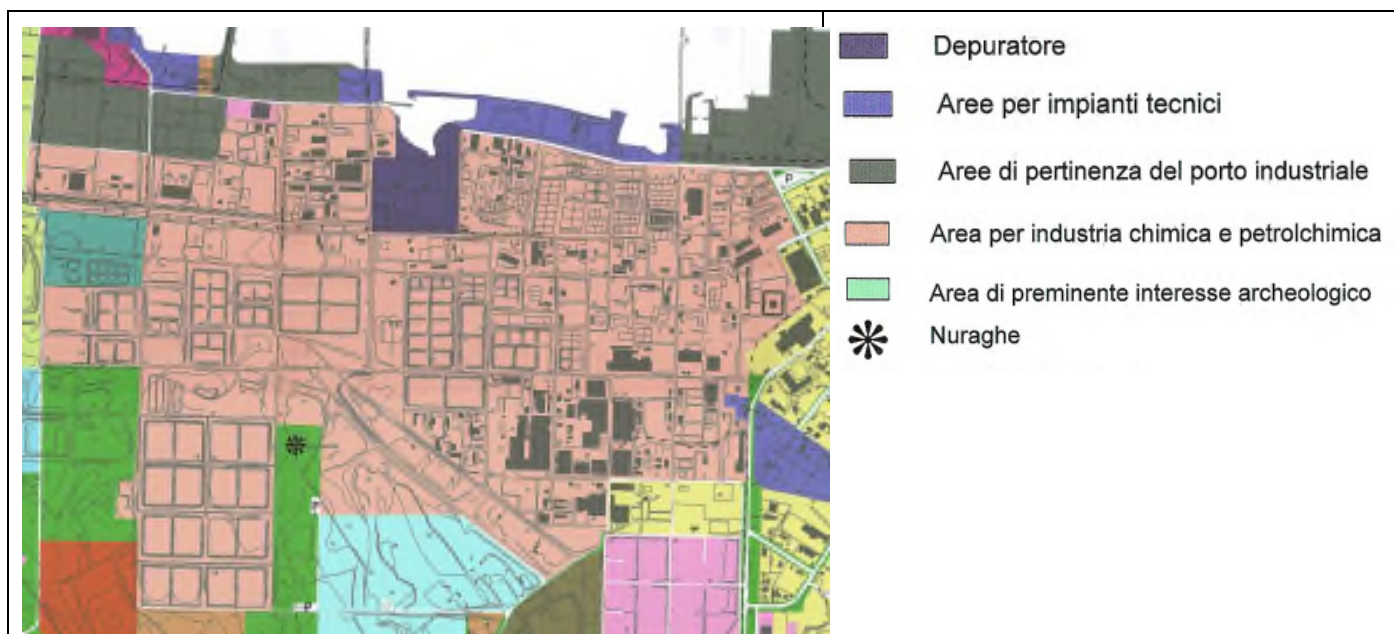 Depuratore
Aree per impianti tecnici
Aree di pertinenza del porto industriale
P
Area per industria chimica e petrolchimica
Area di preminente interesse archeologico
Nuraghe
P
P